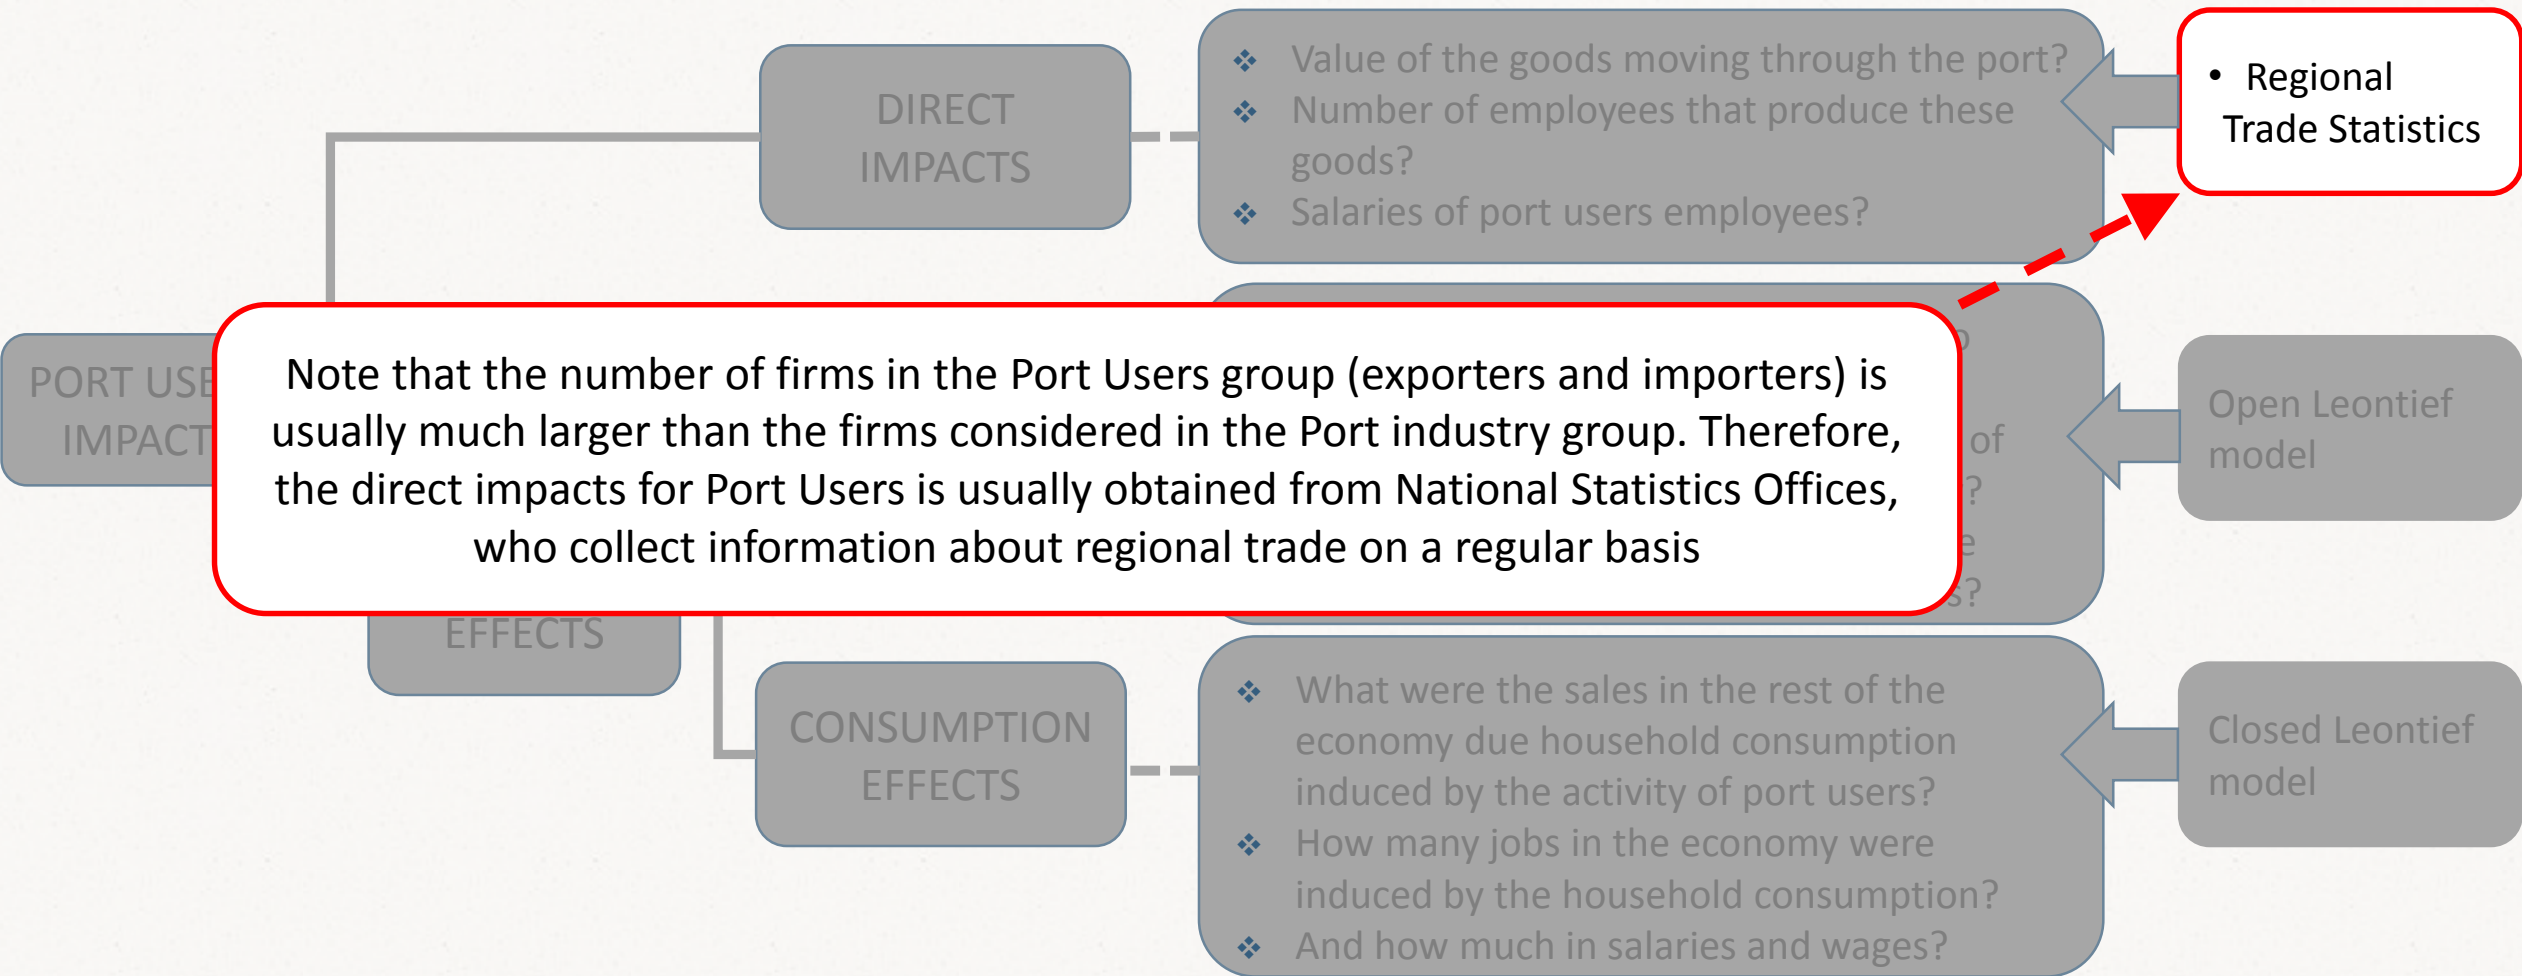 DIRECT
IMPACTS
❖ Value of the goods moving through the port?
❖ Number of employees that produce these
goods?
❖ Salaries of port users employees?
• Regional
Trade Statistics
PORT
IMPACT
Note that the number of firms in the Port Users group (exporters and importers) is
usually much larger than the firms considered in the Port industry group. Therefore,
the direct impacts for Port Users is usually obtained from National Statistics Offices,
who collect information about regional trade on a regular basis
of
?
Open Leontief
model
EFFECTS
CONSUMPTION
EFFECTS
❖ What were the sales in the rest of the
economy due household consumption
induced by the activity of port users?
❖ How many jobs in the economy were
induced by the household consumption?
❖ And how much in salaries and wages?
Closed Leontief
model